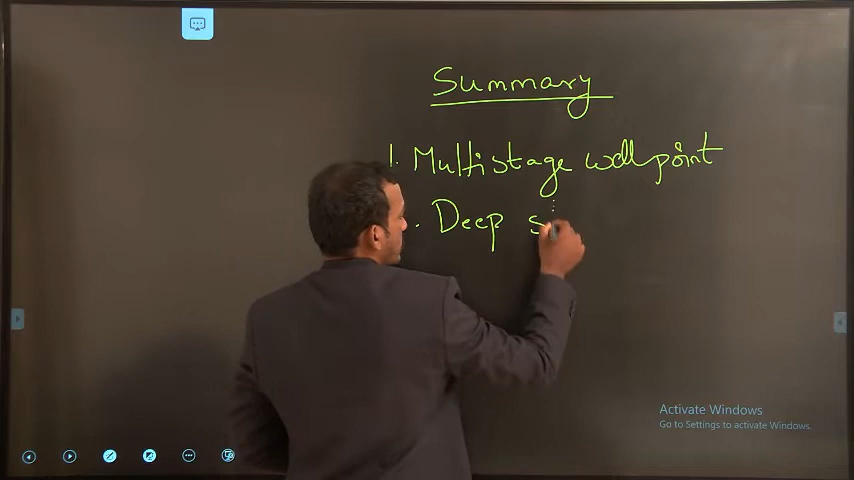 Summary
1. Multistage wellpoint
. Deep s
Activate Windows
Go to Settings to activate Windows.